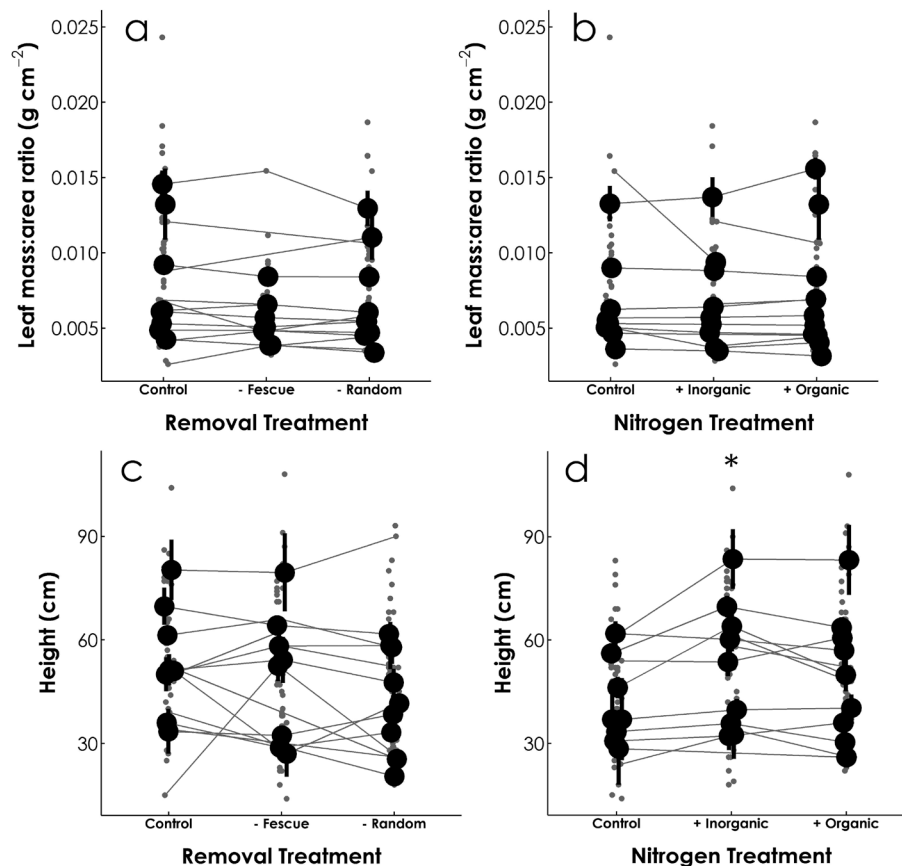 a
b
Leaf mass:area ratio (g cm⁻²)
0.025
0.020
0.015
0.010
0.005
Control
- Fescue
- Random
Removal Treatment
Leaf mass:area ratio (g cm⁻²)
0.025
0.020
0.015
0.010
0.005
Control
+ Inorganic
+ Organic
Nitrogen Treatment
c
Height (cm)
90
60
30
Control
- Fescue
- Random
Removal Treatment
d
*
Height (cm)
90
60
30
Control
+ Inorganic
+ Organic
Nitrogen Treatment